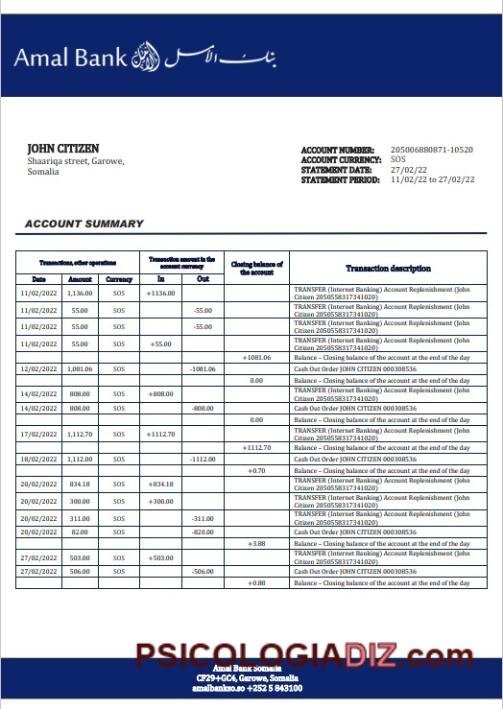 Amal Bank بنك الأمل
JOHN CITIZEN
Shaariqa street, Garowe,
Somalia
ACCOUNT NUMBER: 205006880871-10520
ACCOUNT CURRENCY: SOS
STATEMENT DATE: 27/02/22
STATEMENT PERIOD: 11/02/22 to 27/02/22
ACCOUNT SUMMARY
Transactions, other operations
Transaction amount in the
account currency
Closing balance of
the account
Transaction description
Date Amount Currency In Out
11/02/2022 1,136.00 SOS +1136.00 TRANSFER (Internet Banking) Account Replenishment (John
Citizen 2050558317341020)
11/02/2022 55.00 SOS -55.00 TRANSFER (Internet Banking) Account Replenishment (John
Citizen 2050558317341020)
11/02/2022 55.00 SOS -55.00 TRANSFER (Internet Banking) Account Replenishment (John
Citizen 2050558317341020)
11/02/2022 55.00 SOS +55.00 TRANSFER (Internet Banking) Account Replenishment (John
Citizen 2050558317341020)
+1081.06 Balance – Closing balance of the account at the end of the day
12/02/2022 1,081.06 SOS -1081.06 Cash Out Order JOHN CITIZEN 000308536
0.00 Balance – Closing balance of the account at the end of the day
14/02/2022 808.00 SOS +808.00 TRANSFER (Internet Banking) Account Replenishment (John
Citizen 2050558317341020)
14/02/2022 808.00 SOS -808.00 Cash Out Order JOHN CITIZEN 000308536
0.00 Balance – Closing balance of the account at the end of the day
17/02/2022 1,112.70 SOS +1112.70 TRANSFER (Internet Banking) Account Replenishment (John
Citizen 2050558317341020)
+1112.70 Balance – Closing balance of the account at the end of the day
18/02/2022 1,112.00 SOS -1112.00 Cash Out Order JOHN CITIZEN 000308536
+0.70 Balance – Closing balance of the account at the end of the day
20/02/2022 834.18 SOS +834.18 TRANSFER (Internet Banking) Account Replenishment (John
Citizen 2050558317341020)
20/02/2022 300.00 SOS +300.00 TRANSFER (Internet Banking) Account Replenishment (John
Citizen 2050558317341020)
20/02/2022 311.00 SOS -311.00 TRANSFER (Internet Banking) Account Replenishment (John
Citizen 2050558317341020)
20/02/2022 82.00 SOS -820.00 Cash Out Order JOHN CITIZEN 000308536
+3.88 Balance – Closing balance of the account at the end of the day
27/02/2022 503.00 SOS +503.00 TRANSFER (Internet Banking) Account Replenishment (John
Citizen 2050558317341020)
27/02/2022 506.00 SOS -506.00 Cash Out Order JOHN CITIZEN 000308536
+0.88 Balance – Closing balance of the account at the end of the day
PSICOLOGIADIZ.com
Amal Bank Somalia
CF29+GC4, Garowe, Somalia
amalbankso.so +252 5 843100